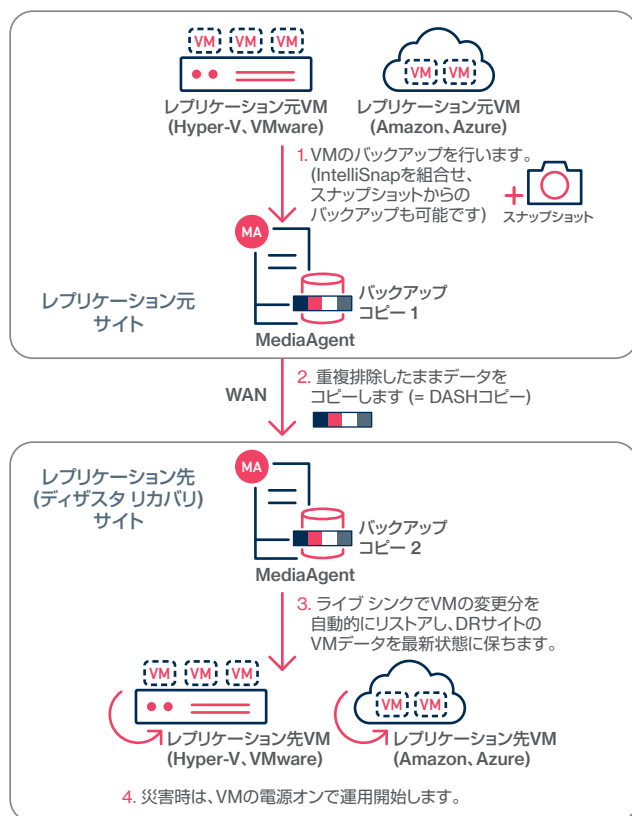 VM VM VM
VM VM
レプリケーション元VM
(Hyper-V、VMware)
レプリケーション元VM
(Amazon、Azure)
1. VMのバックアップを行います。
(IntelliSnapを組合せ、
スナップショットからの
バックアップも可能です)
+
スナップショット
MA
バックアップ
コピー 1
MediaAgent
レプリケーション元
サイト
WAN
2. 重複排除したままデータを
コピーします (= DASHコピー)
レプリケーション先
(ディザスタ リカバリ)
サイト
MA
バックアップ
コピー 2
MediaAgent
3. ライブ シンクでVMの変更分を
自動的にリストアし、DRサイトの
VMデータを最新状態に保ちます。
VM VM VM
VM VM
レプリケーション先VM
(Hyper-V、VMware)
レプリケーション先VM
(Amazon、Azure)
4. 災害時は、VMの電源オンで運用開始します。